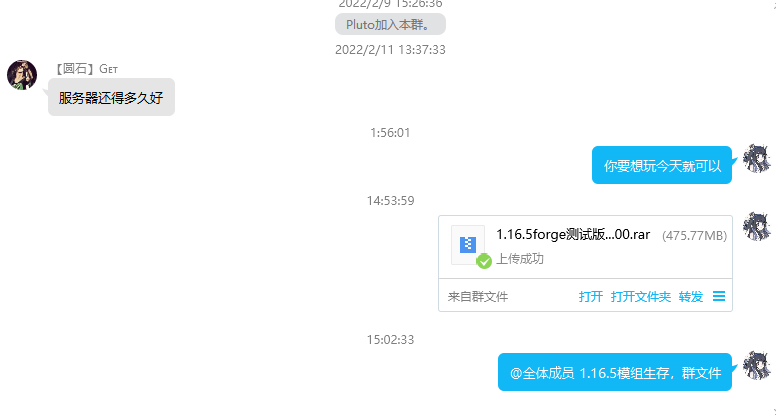 2022/2/9 15:26:36
Pluto加入本群。
2022/2/11 13:37:33
【圆石】Gᴇᴛ
服务器还得多久好
1:56:01
你要想玩今天就可以
14:53:59
1.16.5forge测试版...00.rar (475.77MB)
上传成功
来自群文件 打开 打开文件夹 转发
15:02:33
@全体成员 1.16.5模组生存，群文件